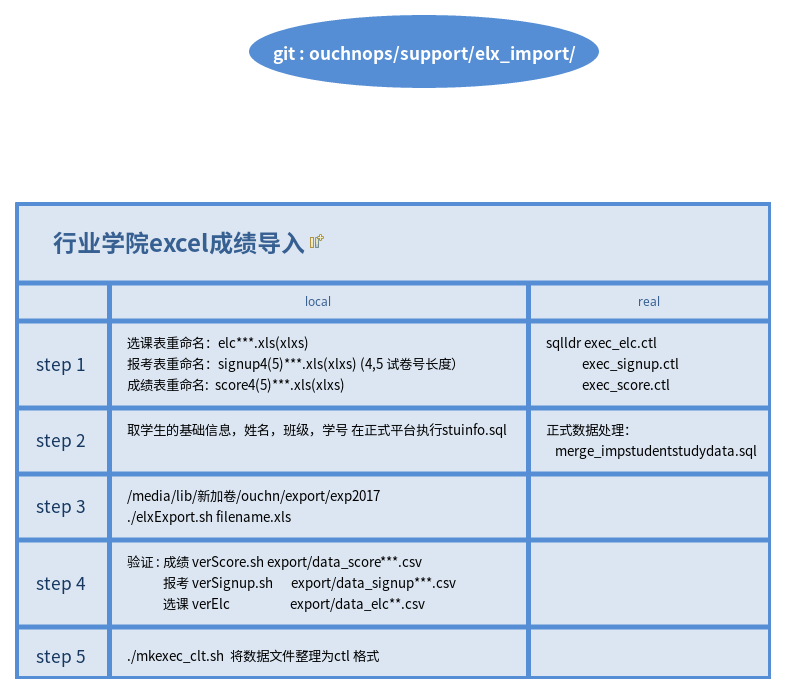 git : ouchnops/support/elx_import/
行业学院excel成绩导入
local real
step 1
选课表重命名：elc***.xls(xlxs)
报考表重命名：signup4(5)***.xls(xlxs) (4,5 试卷号长度）
成绩表重命名: score4(5)***.xls(xlxs)
sqlldr exec_elc.ctl
exec_signup.ctl
exec_score.ctl
step 2
取学生的基础信息，姓名，班级，学号 在正式平台执行stuinfo.sql
正式数据处理：
merge_impstudentstudydata.sql
step 3
/media/lib/新加卷/ouchn/export/exp2017
./elxExport.sh filename.xls
step 4
验证 : 成绩 verScore.sh export/data_score***.csv
报考 verSignup.sh export/data_signup***.csv
选课 verElc export/data_elc**.csv
step 5
./mkexec_clt.sh 将数据文件整理为ctl 格式